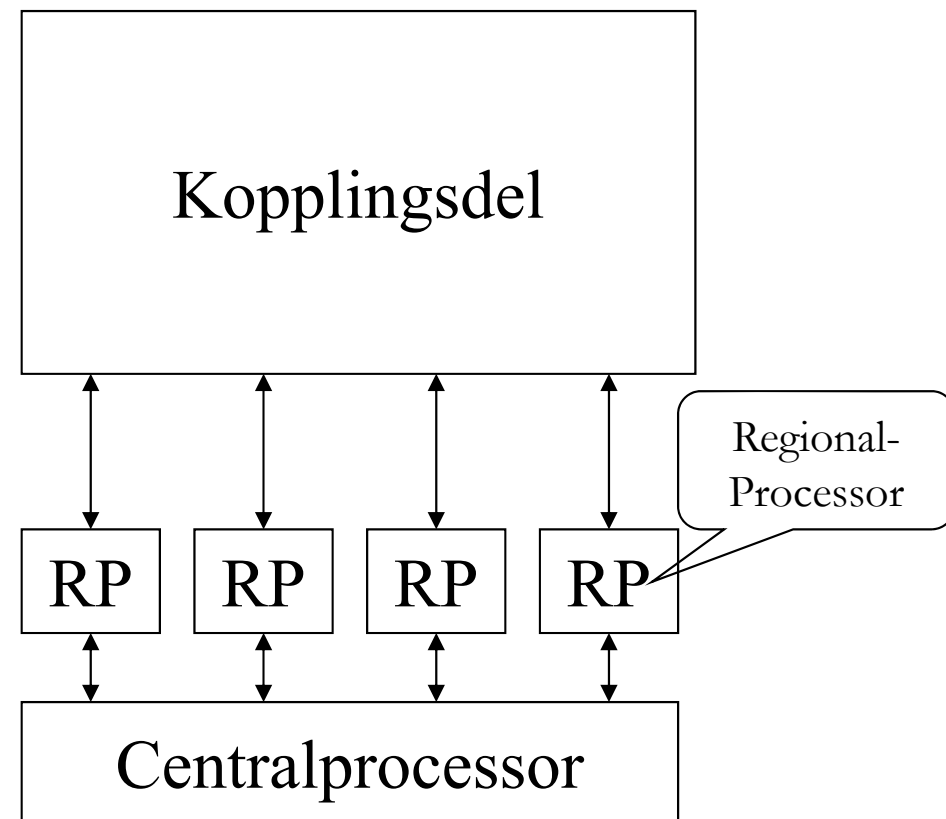 Kopplingsdel
Regional-
Processor
RP
RP
RP
RP
Centralprocessor